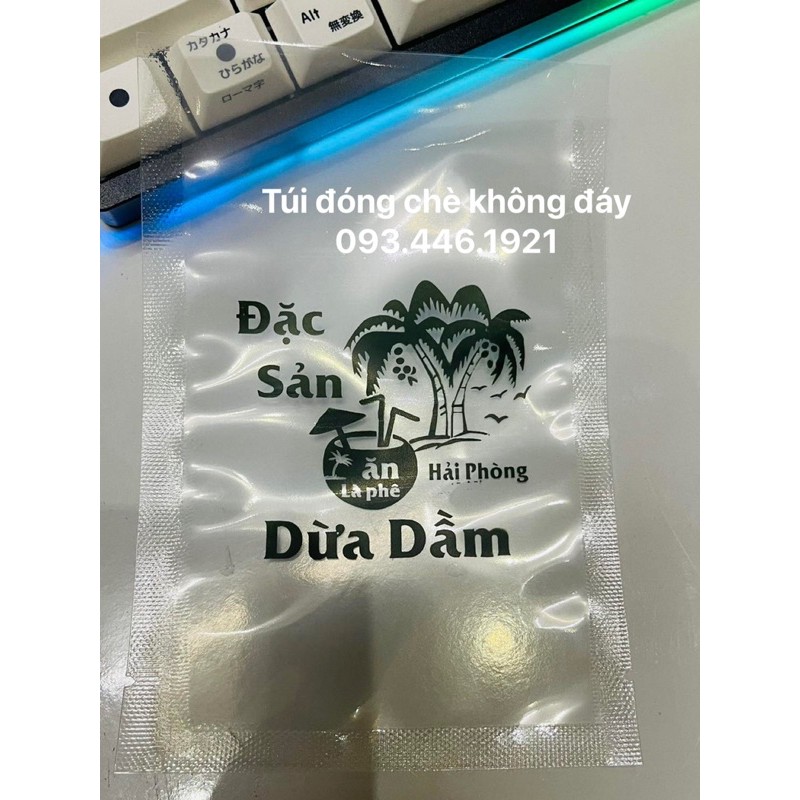 カタカナ
ひらがな
ローマ字
Alt
無変換
Túi đóng chè không đáy
093.446.1921
Đặc
Sản
ăn
Là phê
Hải Phòng
Dừa Dầm